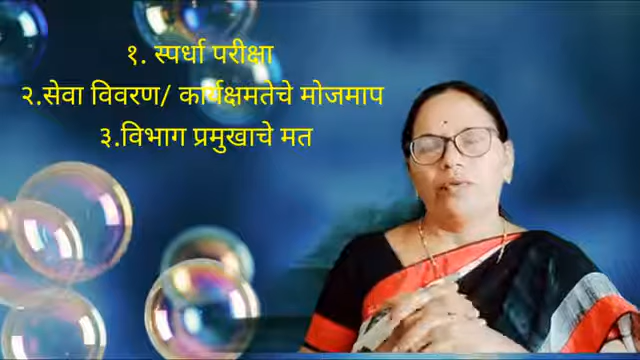 १. स्पर्धा परीक्षा
२.सेवा विवरण/ कार्यक्षमतेचे मोजमाप
३.विभाग प्रमुखाचे मत